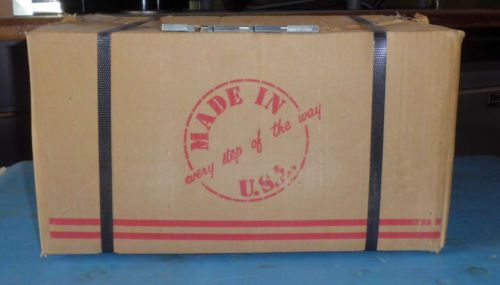 MADE IN
every step of the way
U.S.A.